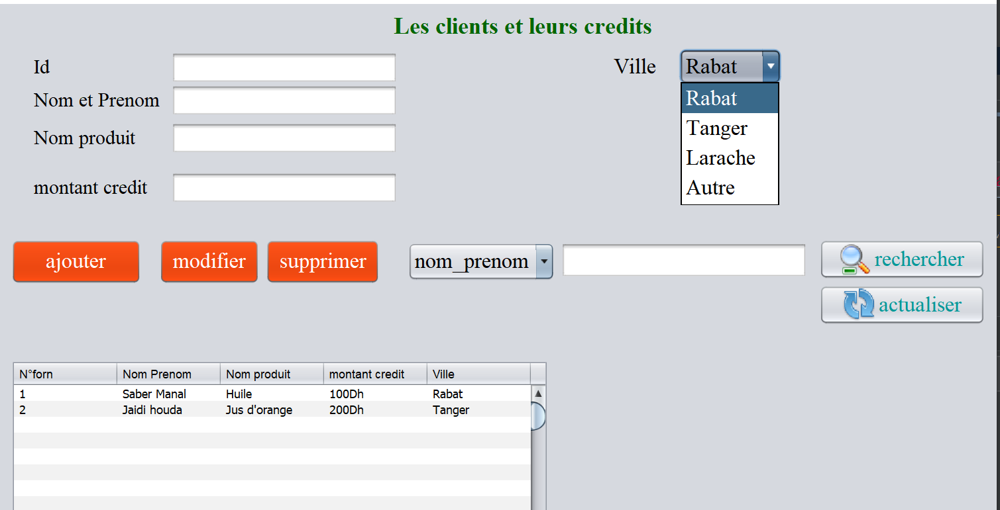 Les clients et leurs credits
Id
Ville Rabat
Nom et Prenom
Rabat
Tanger
Nom produit
Larache
montant credit
Autre
ajouter modifier supprimer nom_prenom rechercher
actualiser
N°forn Nom Prenom Nom produit montant credit Ville
1 Saber Manal Huile 100Dh Rabat
2 Jaidi houda Jus d'orange 200Dh Tanger